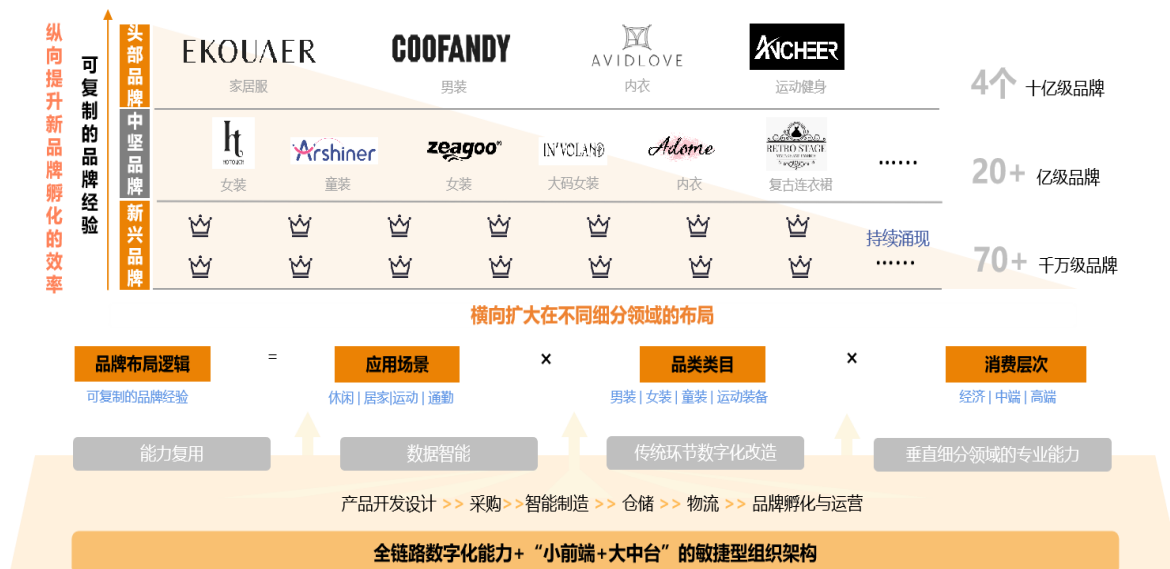 纵向提升新品牌孵化的效率
可复制的品牌经验
头部品牌
EKOUAER
COOFANDY
AVIDLOVE
ANCHEER
家居服
男装
内衣
运动健身
4个 十亿级品牌
中坚品牌
ht
HOTOUCH
Arshiner
zeagoo®
IN'VOLAND
Adome
RETRO STAGE
女装
童装
女装
大码女装
内衣
复古连衣裙
……
20+ 亿级品牌
新兴品牌
持续涌现
……
70+ 千万级品牌
横向扩大在不同细分领域的布局
品牌布局逻辑 = 应用场景 × 品类类目 × 消费层次
可复制的品牌经验
休闲 | 居家|运动 | 通勤
男装 | 女装 | 童装 | 运动装备
经济 | 中端 | 高端
能力复用
数据智能
传统环节数字化改造
垂直细分领域的专业能力
产品开发设计 >> 采购>>智能制造 >> 仓储 >> 物流 >> 品牌孵化与运营
全链路数字化能力+“小前端+大中台”的敏捷型组织架构